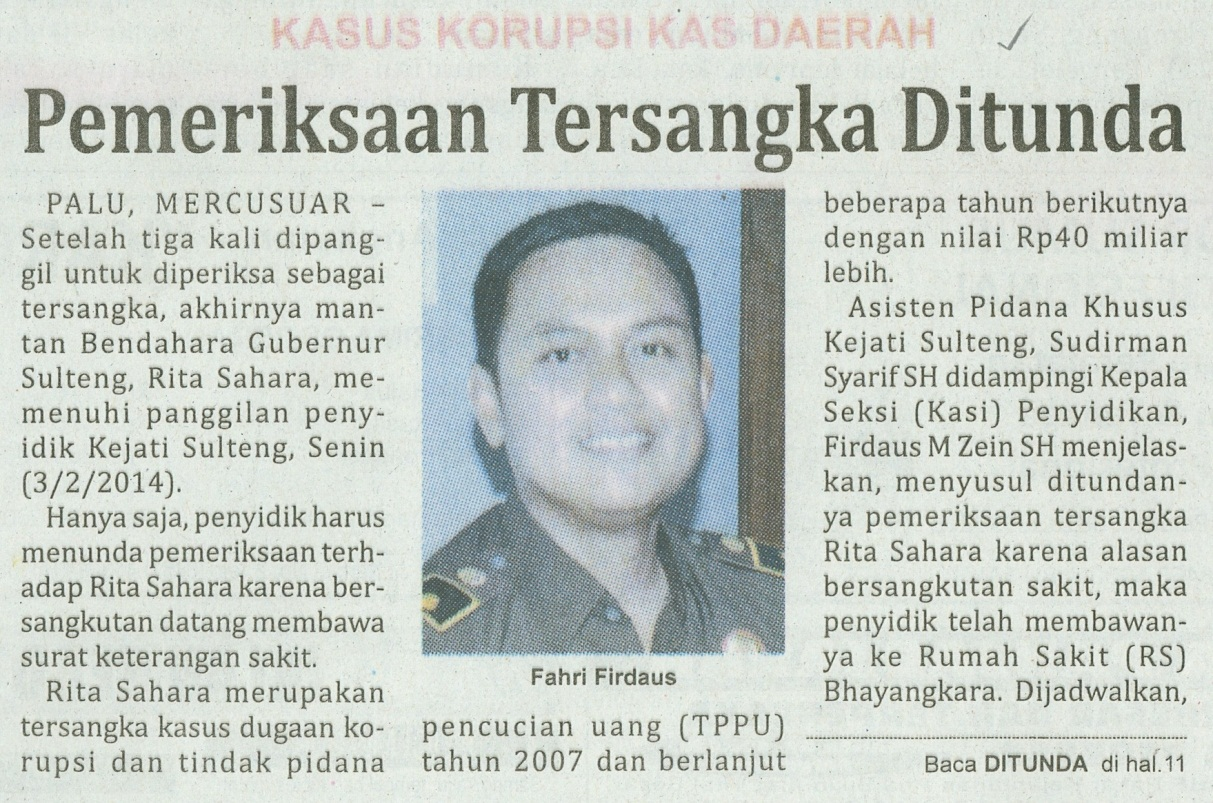 KASUS KORUPSI KAS DAERAH
Pemeriksaan Tersangka Ditunda
PALU, MERCUSUAR –
Setelah tiga kali dipang-
gil untuk diperiksa sebagai
tersangka, akhirnya man-
tan Bendahara Gubernur
Sulteng, Rita Sahara, me-
menuhi panggilan peny-
idik Kejati Sulteng, Senin
(3/2/2014).
Hanya saja, penyidik harus
menunda pemeriksaan terh-
adap Rita Sahara karena ber-
sangkutan datang membawa
surat keterangan sakit.
Rita Sahara merupakan
tersangka kasus dugaan ko-
rupsi dan tindak pidana
Fahri Firdaus
pencucian uang (TPPU)
tahun 2007 dan berlanjut
beberapa tahun berikutnya
dengan nilai Rp40 miliar
lebih.
Asisten Pidana Khusus
Kejati Sulteng, Sudirman
Syarif SH didampingi Kepala
Seksi (Kasi) Penyidikan,
Firdaus M Zein SH menjelas-
kan, menyusul ditundan-
ya pemeriksaan tersangka
Rita Sahara karena alasan
bersangkutan sakit, maka
penyidik telah membawan-
ya ke Rumah Sakit (RS)
Bhayangkara. Dijadwalkan,
Baca DITUNDA di hal.11